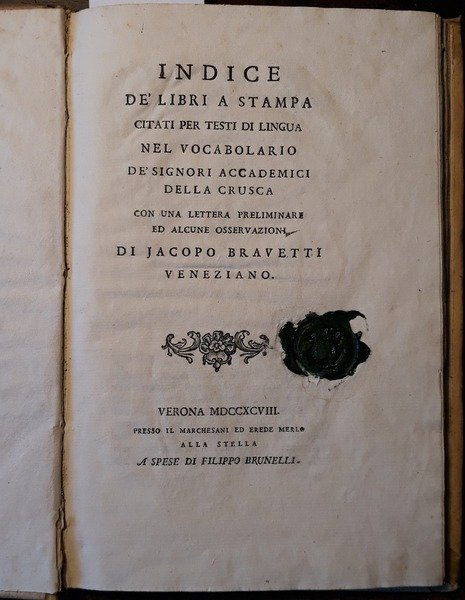 INDICE
DE' LIBRI A STAMPA
CITATI PER TESTI DI LINGUA
NEL VOCABOLARIO
DE' SIGNORI ACCADEMICI
DELLA CRUSCA
CON UNA LETTERA PRELIMINARE
ED ALCUNE OSSERVAZIONI
DI JACOPO BRAVETTI
VENEZIANO.
VERONA MDCCXCVIII.
PRESSO IL MARCHESANI ED EREDE MERLO
ALLA STELLA
A SPESE DI FILIPPO BRUNELLI.